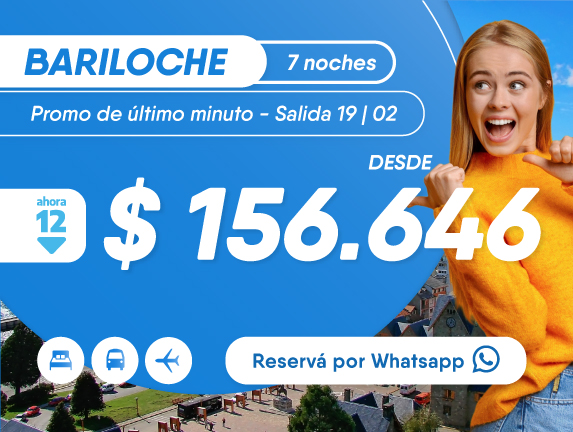 BARILOCHE
7 noches
Promo de último minuto - Salida 19 | 02
DESDE
ahora
12
$ 156.646
Reservá por Whatsapp